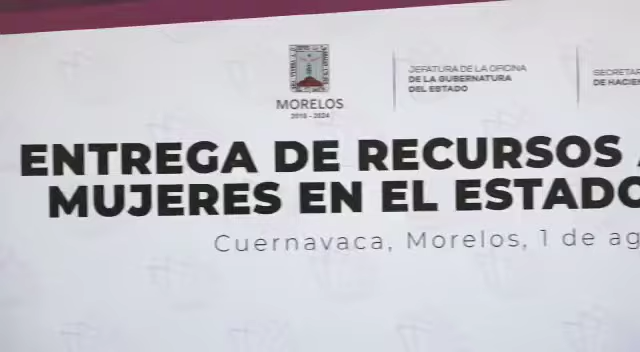 MORELOS
2018 - 2024
JEFATURA DE LA OFICINA
DE LA GUBERNATURA
DEL ESTADO
SECRETAR
DE HACIEN
ENTREGA DE RECURSOS
MUJERES EN EL ESTADO
Cuernavaca, Morelos, 1 de ag